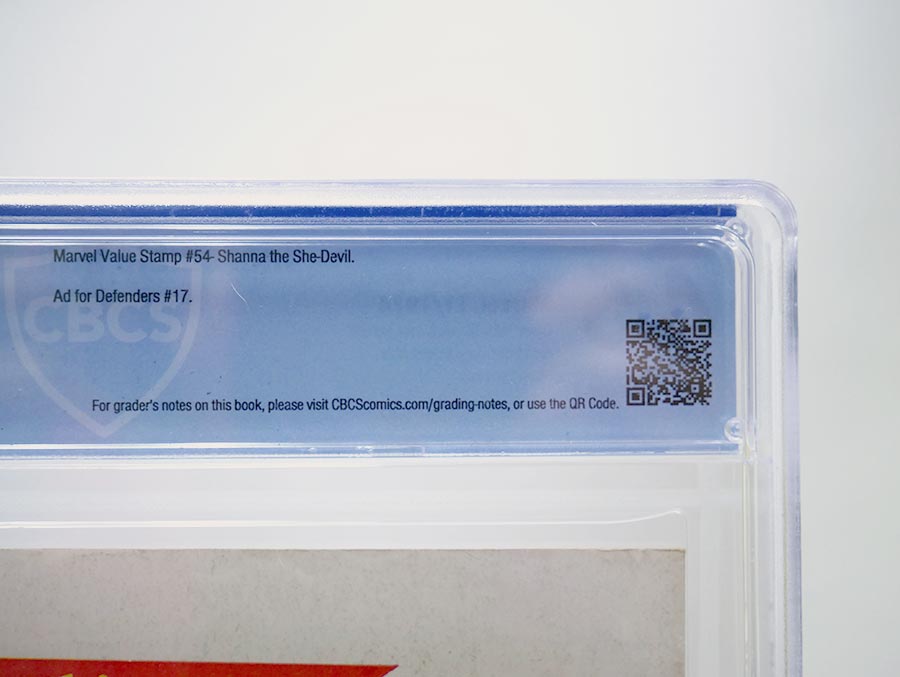 Marvel Value Stamp #54- Shanna the She-Devil.
Ad for Defenders #17.
CBCS
For grader's notes on this book, please visit CBCScomics.com/grading-notes, or use the QR Code.